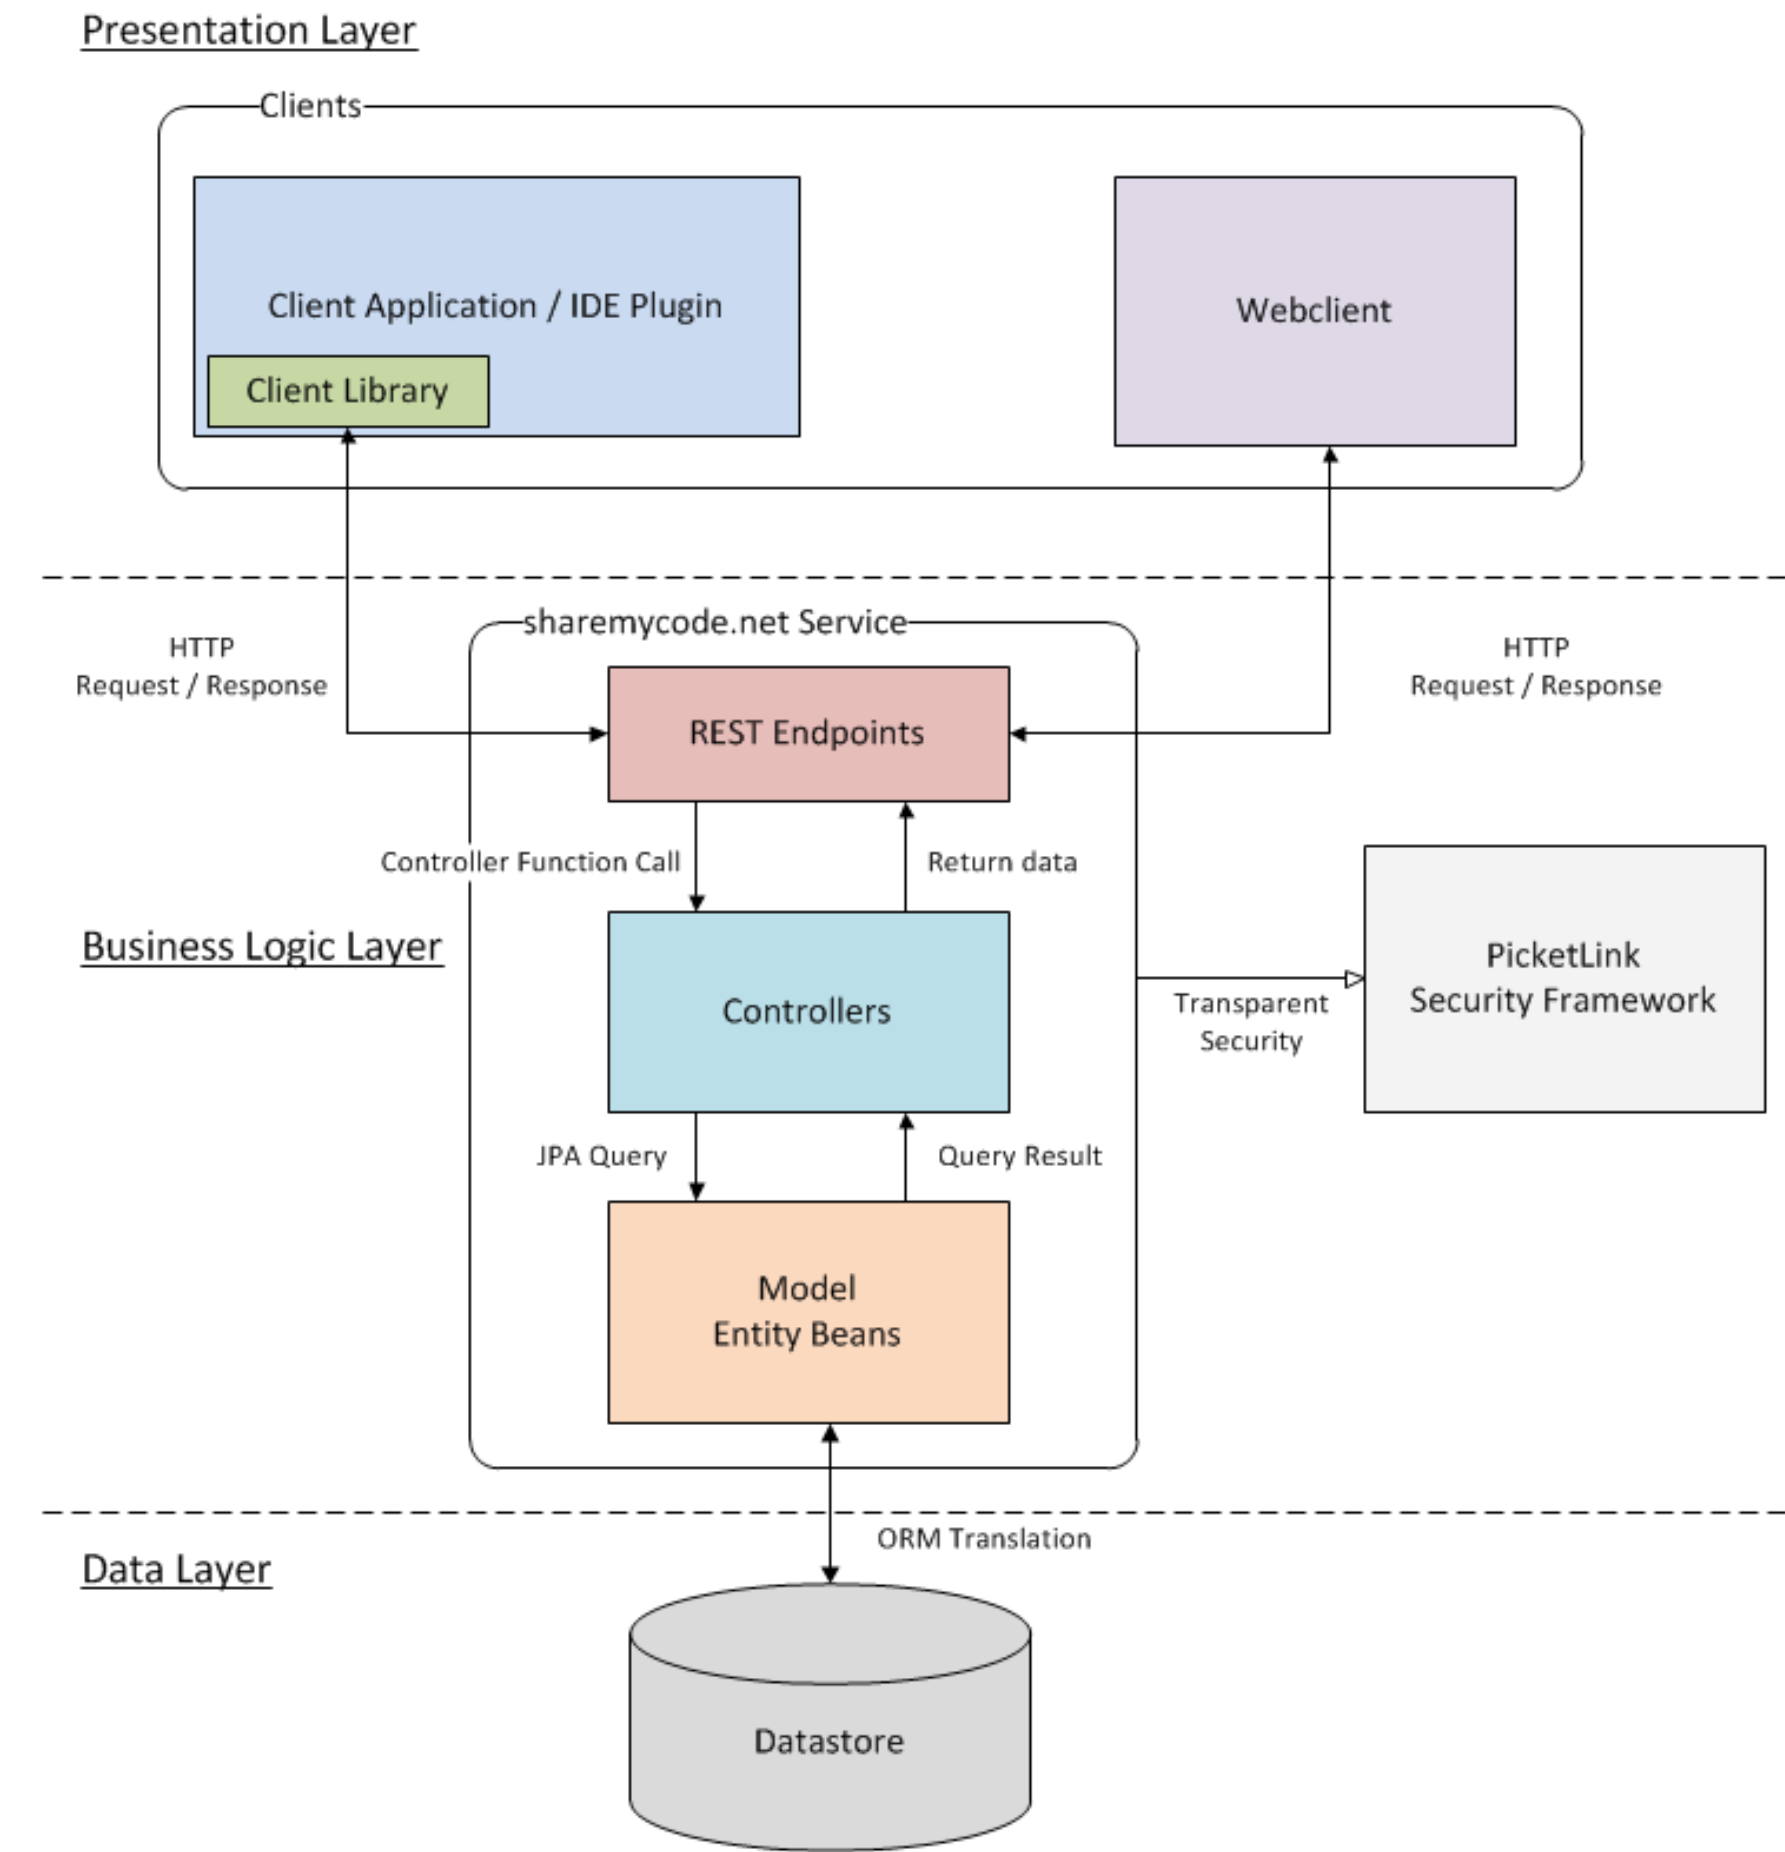 Presentation Layer
Clients
Client Application / IDE Plugin
Client Library
Webclient
sharemycode.net Service
HTTP
Request / Response
HTTP
Request / Response
REST Endpoints
Controller Function Call
Return data
Business Logic Layer
Controllers
Transparent
Security
PicketLink
Security Framework
JPA Query
Query Result
Model
Entity Beans
ORM Translation
Data Layer
Datastore